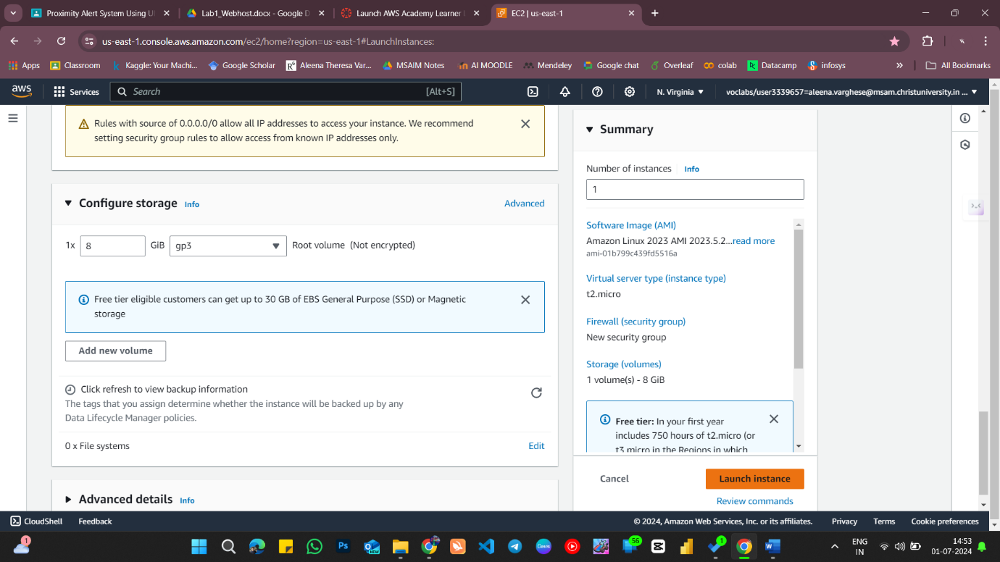 Proximity Alert System Using Ul
Lab1_Webhost.docx - Google D
Launch AWS Academy Learner
EC2 | us-east-1
us-east-1.console.aws.amazon.com/ec2/home?region=us-east-1#LaunchInstances:
Apps
Classroom
Kaggle: Your Machi...
Google Scholar
Aleena Theresa Var...
MSAIM Notes
AI MOODLE
Mendeley
Google chat
Overleaf
colab
Datacamp
infosys
All Bookmarks
aws
Services
Search
[Alt+S]
N. Virginia
voclabs/user3339657=aleena.varghese@msam.christuniversity.in ...
Rules with source of 0.0.0.0/0 allow all IP addresses to access your instance. We recommend
setting security group rules to allow access from known IP addresses only.
Configure storage Info
Advanced
1x 8 GiB gp3 Root volume (Not encrypted)
Free tier eligible customers can get up to 30 GB of EBS General Purpose (SSD) or Magnetic
storage
Add new volume
Click refresh to view backup information
The tags that you assign determine whether the instance will be backed up by any
Data Lifecycle Manager policies.
0 x File systems
Edit
Advanced details Info
Summary
Number of instances Info
1
Software Image (AMI)
Amazon Linux 2023 AMI 2023.5.2...read more
ami-01b799c439fd5516a
Virtual server type (instance type)
t2.micro
Firewall (security group)
New security group
Storage (volumes)
1 volume(s) - 8 GiB
Free tier: In your first year
includes 750 hours of t2.micro (or
t3.micro in the Regions in which
Cancel
Launch instance
Review commands
CloudShell
Feedback
© 2024, Amazon Web Services, Inc. or its affiliates.
Privacy
Terms
Cookie preferences
1
Ps
NEW
56
1
ENG
IN
14:53
01-07-2024